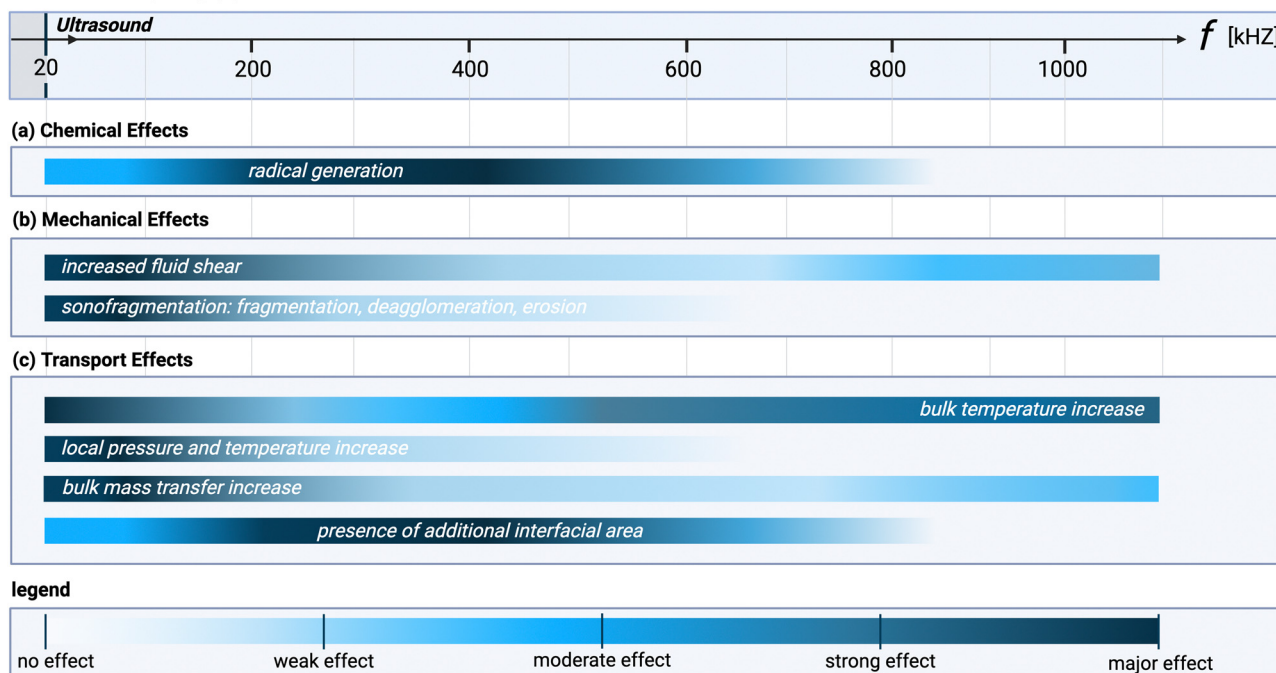 Ultrasound
f [kHZ]
20 200 400 600 800 1000
(a) Chemical Effects
radical generation
(b) Mechanical Effects
increased fluid shear
sonofragmentation: fragmentation, deagglomeration, erosion
(c) Transport Effects
bulk temperature increase
local pressure and temperature increase
bulk mass transfer increase
presence of additional interfacial area
legend
no effect weak effect moderate effect strong effect major effect